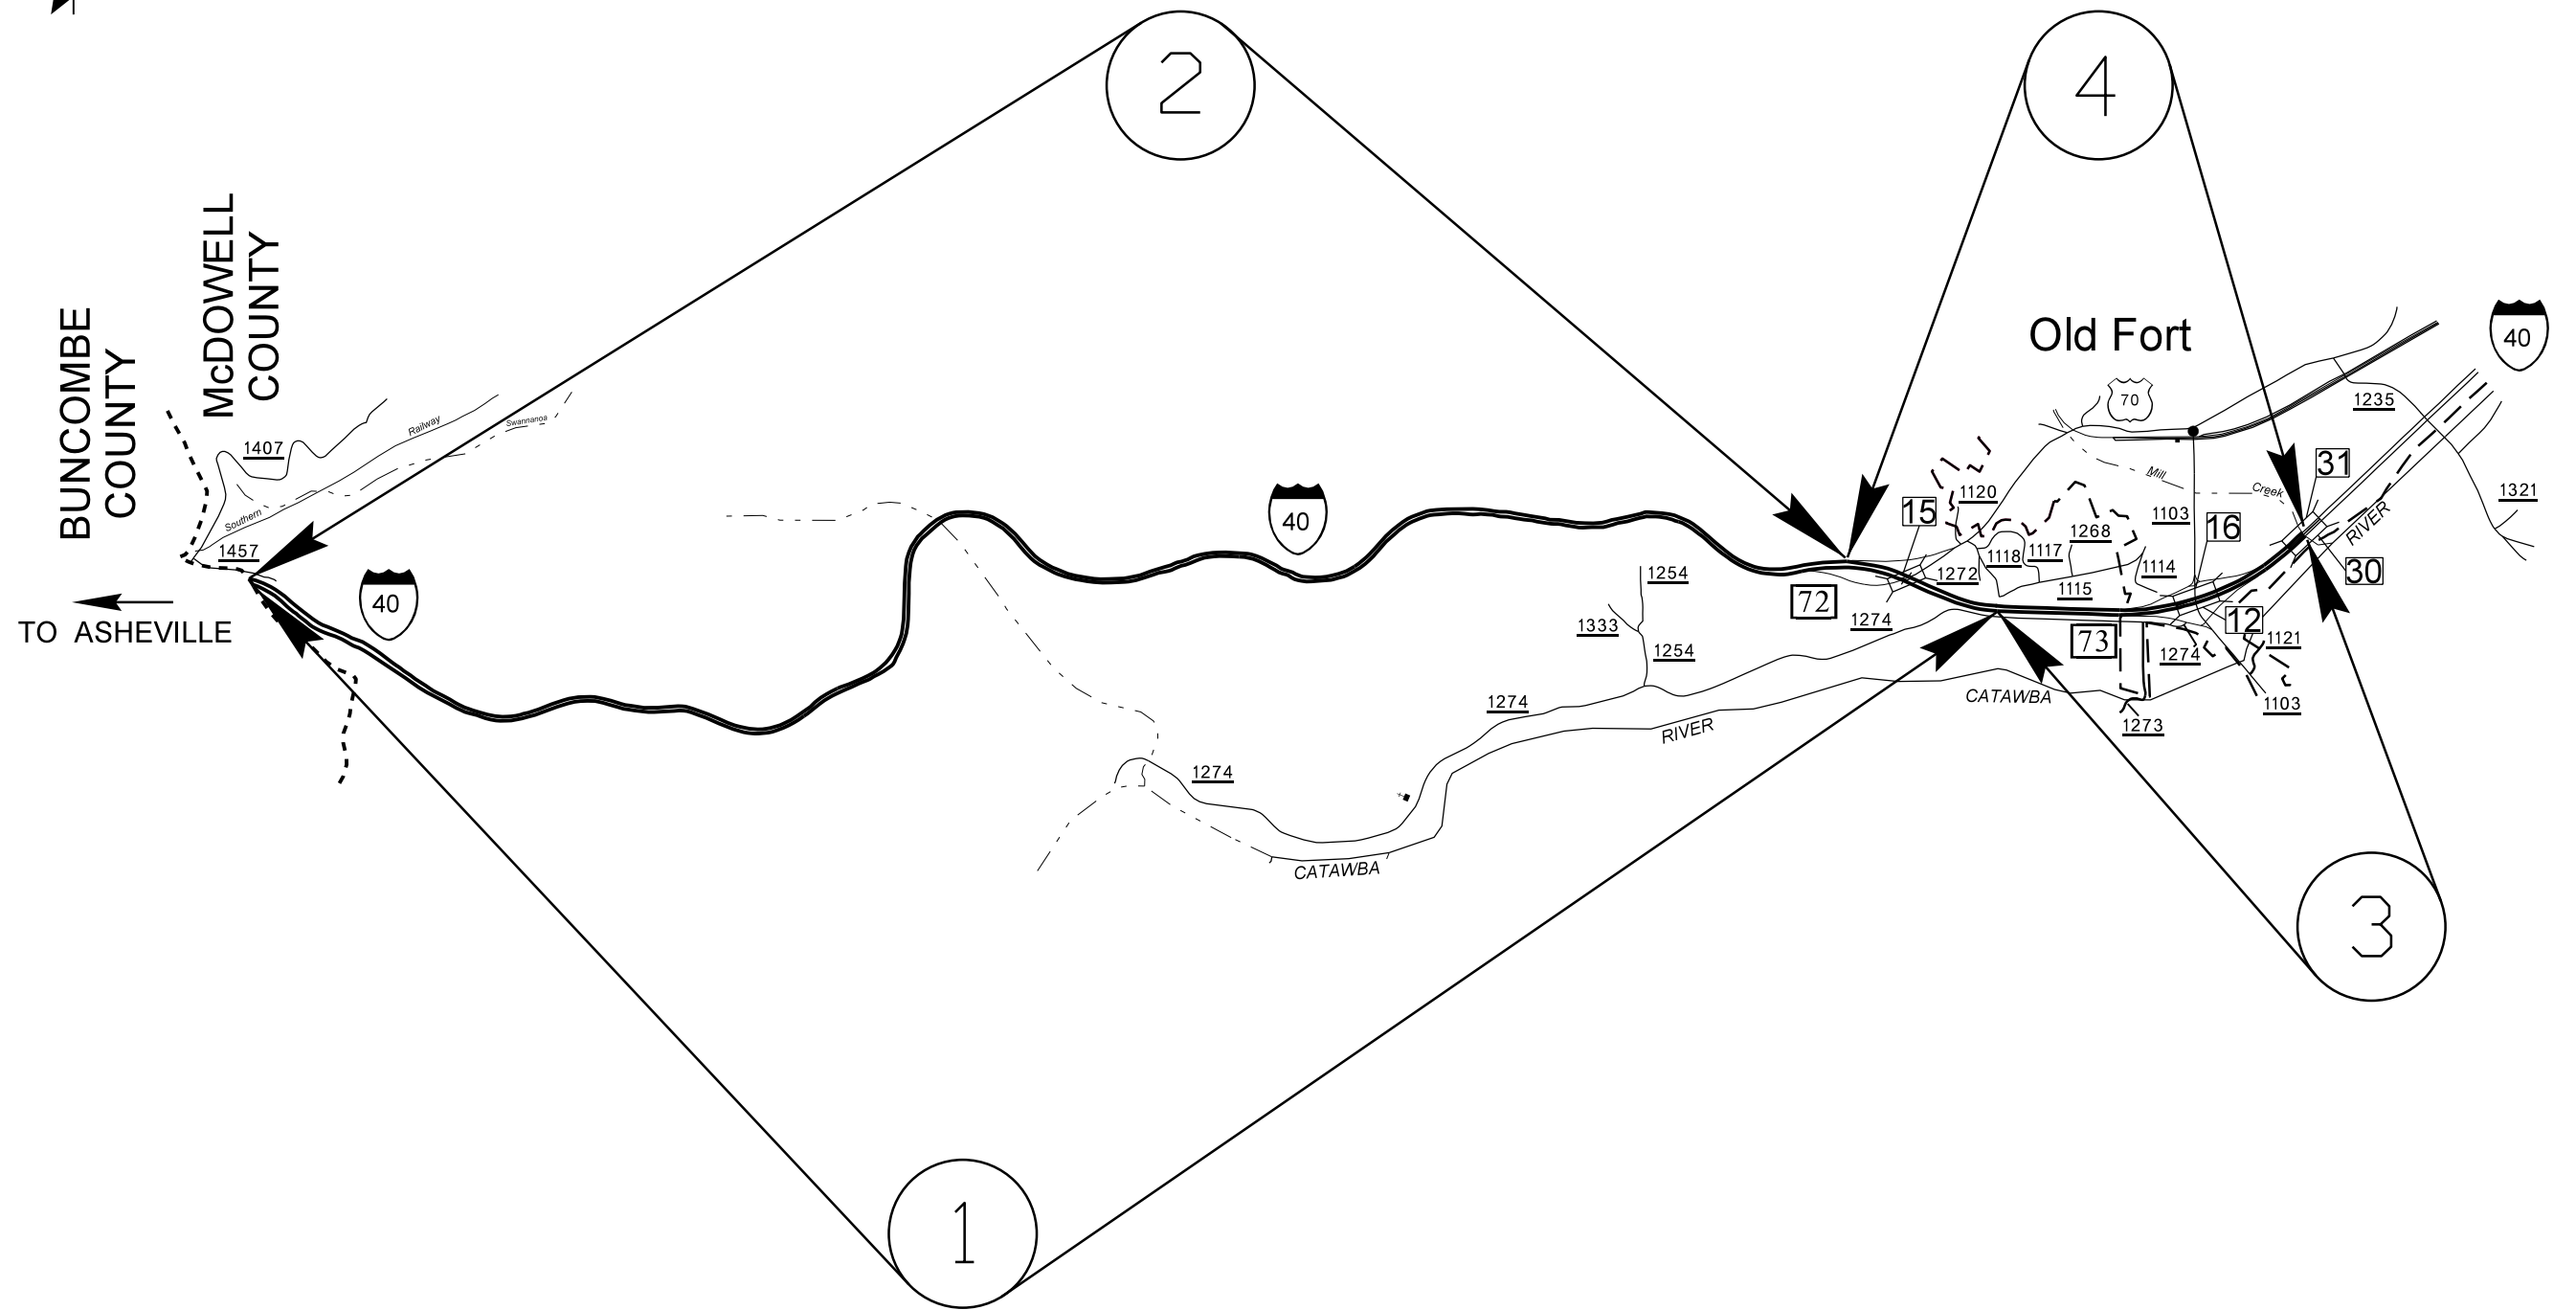 2
4
McDOWELL
COUNTY
BUNCOMBE
COUNTY
Old Fort
40
70
1235
Railway
Swannanoa
1407
Southern
1457
40
TO ASHEVILLE
40
31
Mill
Creek
1321
15
1120
1103
16
RIVER
1268
1118
1117
1272
1114
30
1254
72
1115
1333
1274
12
73
1121
1254
1274
1274
CATAWBA
1103
RIVER
1273
1274
CATAWBA
3
1